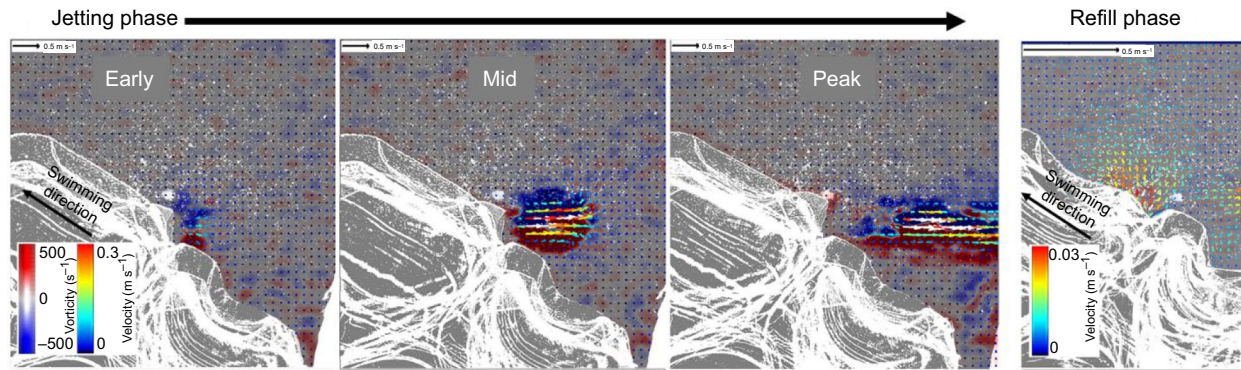 Jetting phase
Refill phase
0.5 m s⁻¹
Early
Swimming
direction
500
0
–500
Vorticity (s⁻¹)
0.3
0
Velocity (m s⁻¹)
0.5 m s⁻¹
Mid
0.5 m s⁻¹
Peak
0.5 m s⁻¹
Swimming
direction
0.03
0
Velocity (m s⁻¹)